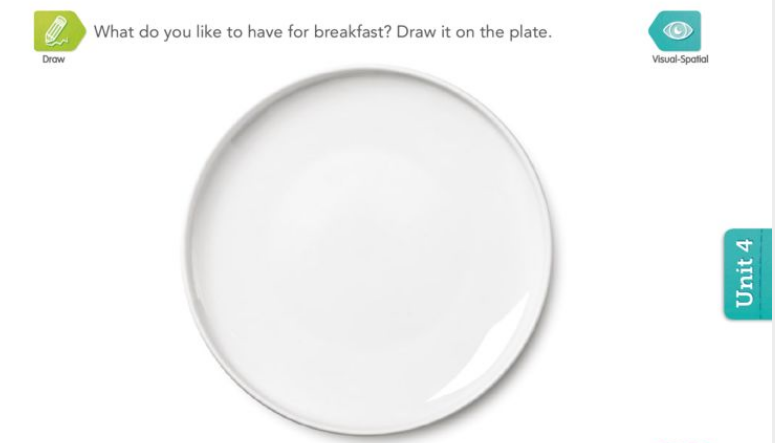 What do you like to have for breakfast? Draw it on the plate.
Draw
Visual-Spatial
Unit 4